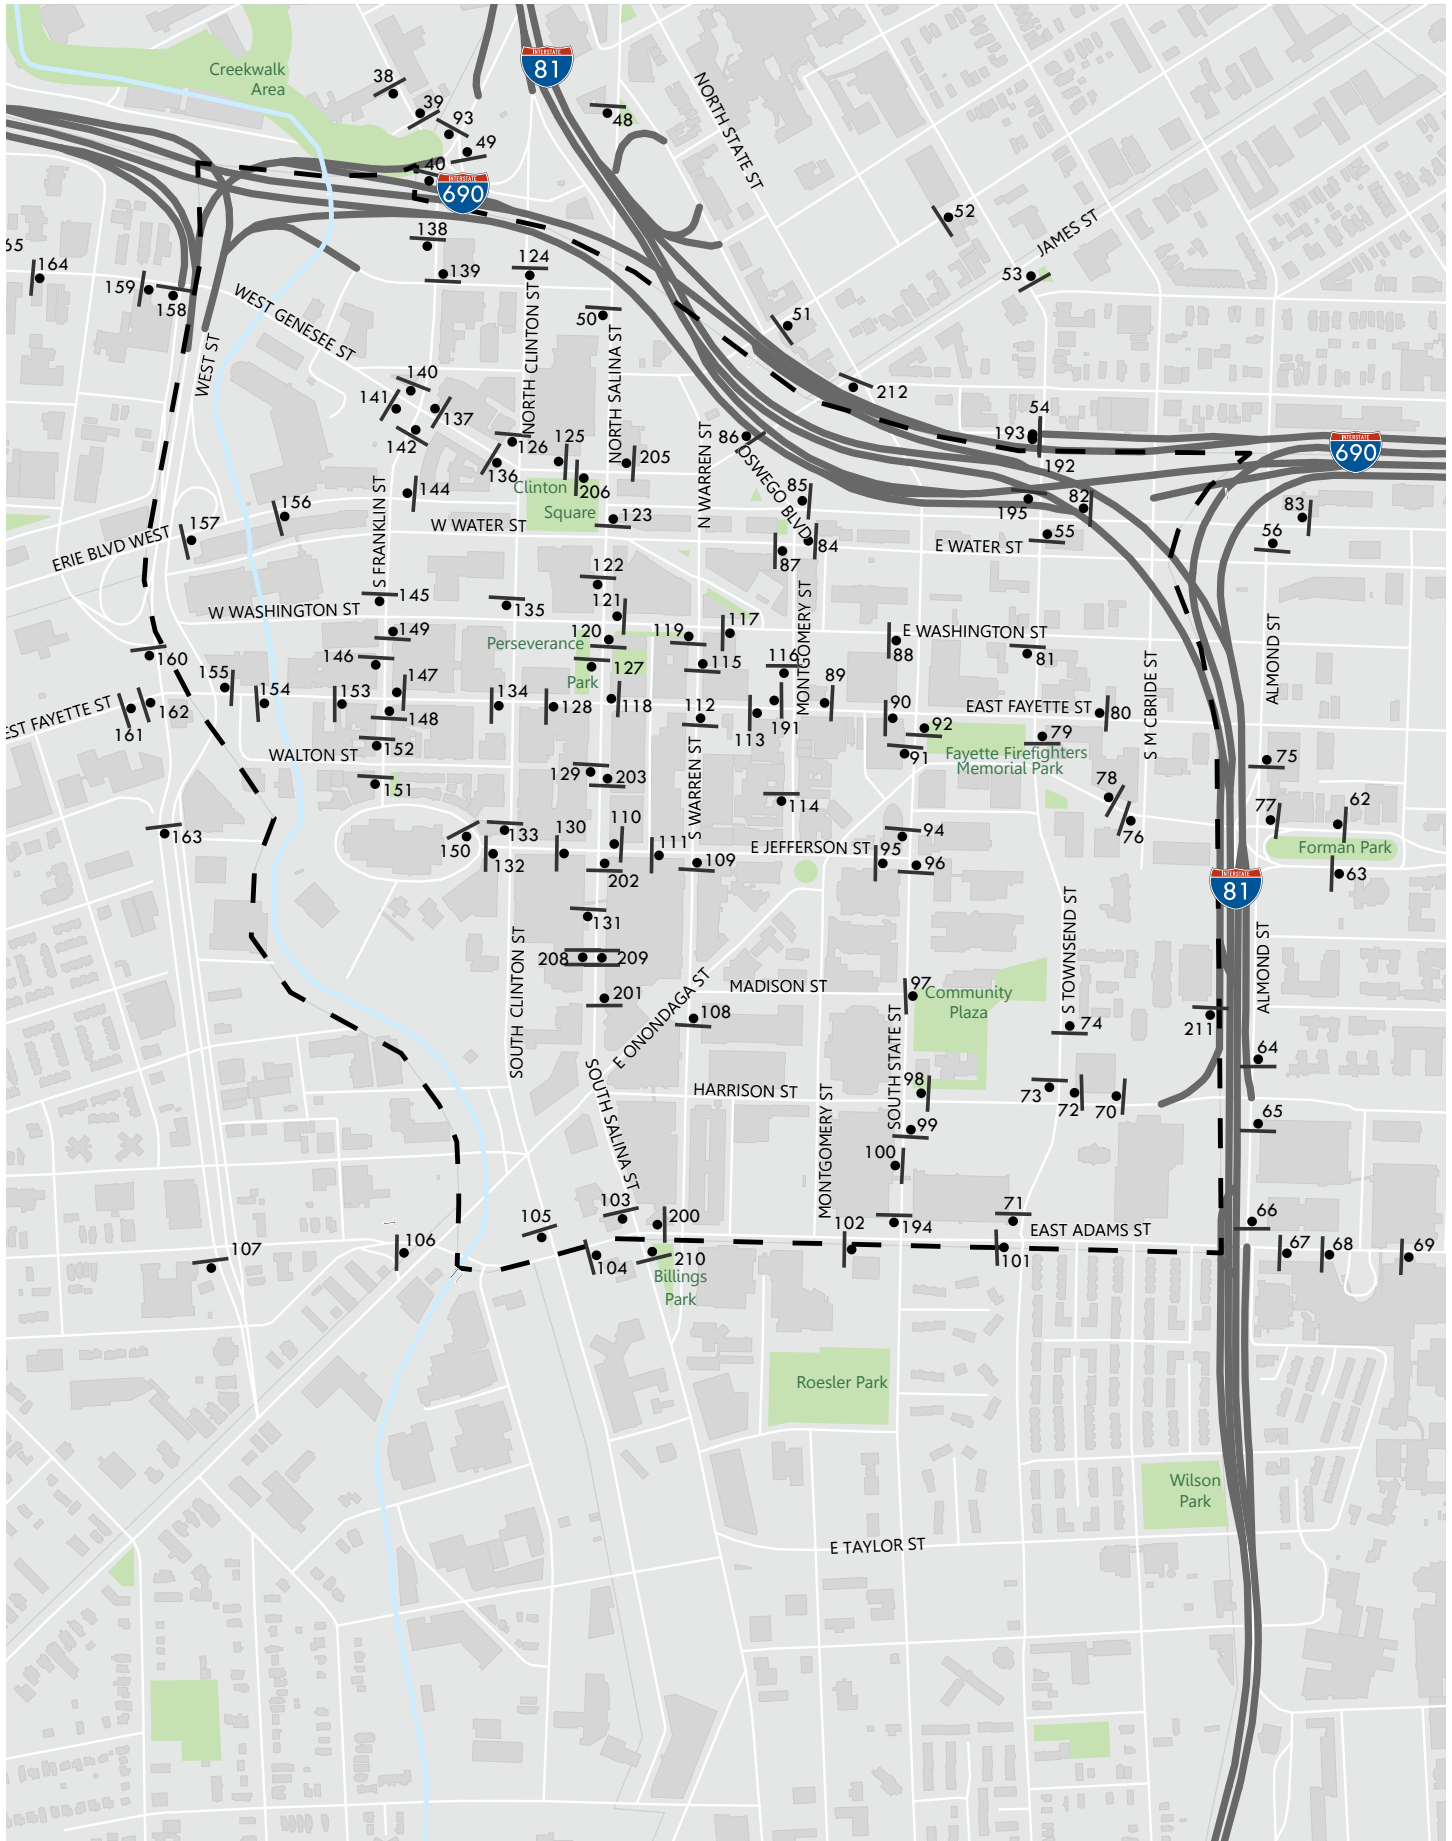 Creekwalk
Area
38
39
93
49
40
INTERSTATE
81
48
NORTH STATE ST
INTERSTATE
690
52
JAMES ST
53
65
164
159
158
138
139
124
50
51
WEST GENESEE ST
WEST ST
NORTH CLINTON ST
NORTH SALINA ST
140
141
137
142
212
54
193
192
INTERSTATE
690
126
125
136
205
206
Clinton
Square
N WARREN ST
86
OSWEGO BLVD
85
84
87
195
82
55
83
56
144
156
157
ERIE BLVD WEST
S FRANKLIN ST
W WATER ST
123
E WATER ST
122
121
145
135
W WASHINGTON ST
149
120
119
117
MONTGOMERY ST
E WASHINGTON ST
88
81
ALMOND ST
S M CBRIDE ST
Perseverance
Park
127
115
116
160
146
155
154
153
147
148
134
128
118
112
113
191
89
90
92
EAST FAYETTE ST
80
79
91
Fayette Firefighters
Memorial Park
EST FAYETTE ST
161
162
WALTON ST
152
151
129
203
S WARREN ST
114
78
76
75
77
62
Forman Park
63
163
150
133
132
130
110
202
111
109
E JEFFERSON ST
94
95
96
INTERSTATE
81
131
208
209
201
SOUTH CLINTON ST
E ONONDAGA ST
108
MADISON ST
97
Community
Plaza
S TOWNSEND ST
74
ALMOND ST
211
64
SOUTH SALINA ST
HARRISON ST
MONTGOMERY ST
SOUTH STATE ST
98
99
100
73
72
70
65
107
106
105
103
104
200
210
Billings
Park
102
194
71
101
EAST ADAMS ST
66
67
68
69
Roesler Park
Wilson
Park
E TAYLOR ST